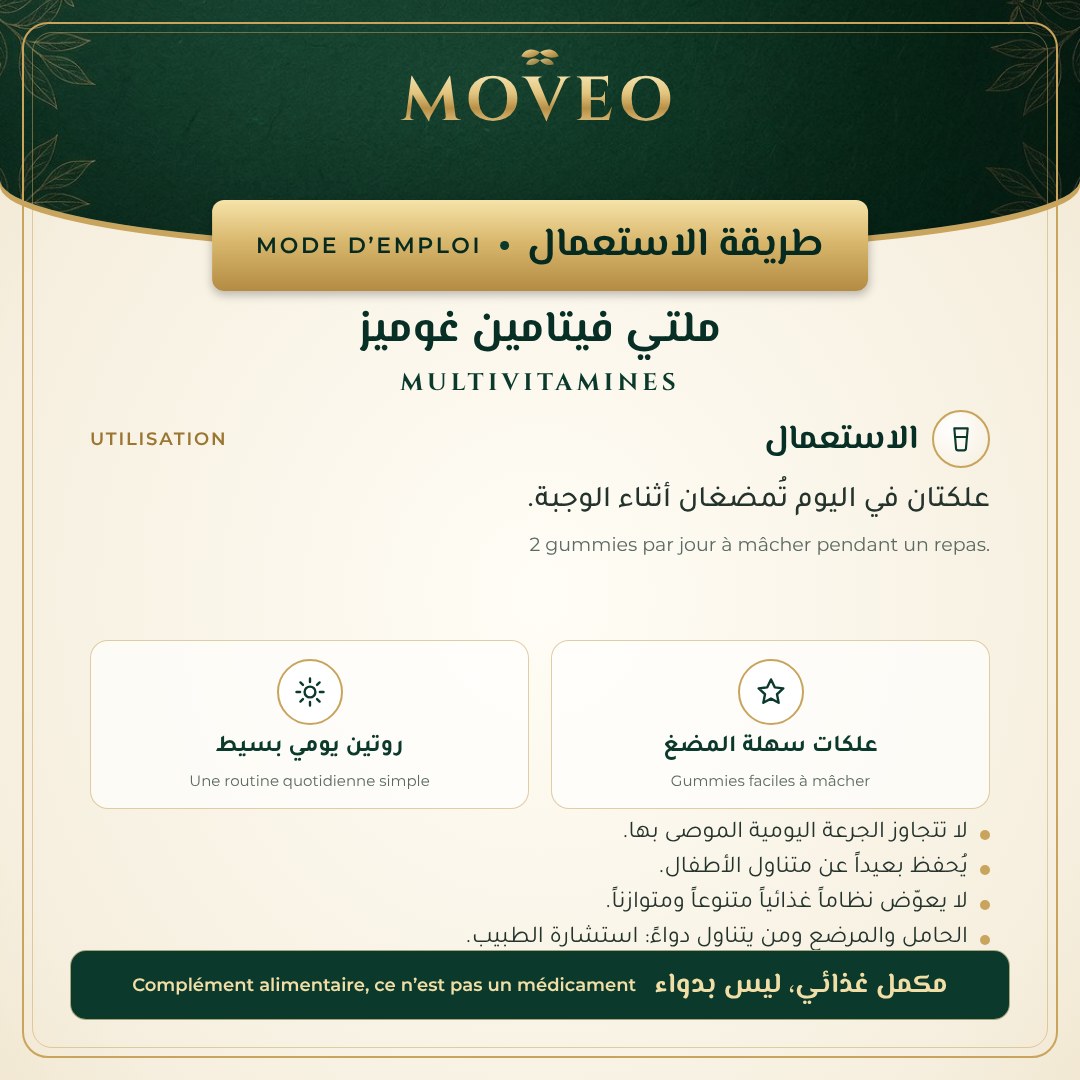 MOVEO
طريقة الاستعمال • MODE D’EMPLOI
ملتي فيتامين غوميز
MULTIVITAMINES
الاستعمال
UTILISATION
علكتان في اليوم تُمضغان أثناء الوجبة.
2 gummies par jour à mâcher pendant un repas.
علكات سهلة المضغ
Gummies faciles à mâcher
روتين يومي بسيط
Une routine quotidienne simple
لا تتجاوز الجرعة اليومية الموصى بها.
يُحفظ بعيداً عن متناول الأطفال.
لا يعوّض نظاماً غذائياً متنوعاً ومتوازناً.
الحامل والمرضع ومن يتناول دواءً: استشارة الطبيب.
مكمل غذائي، ليس بدواء Complément alimentaire, ce n’est pas un médicament